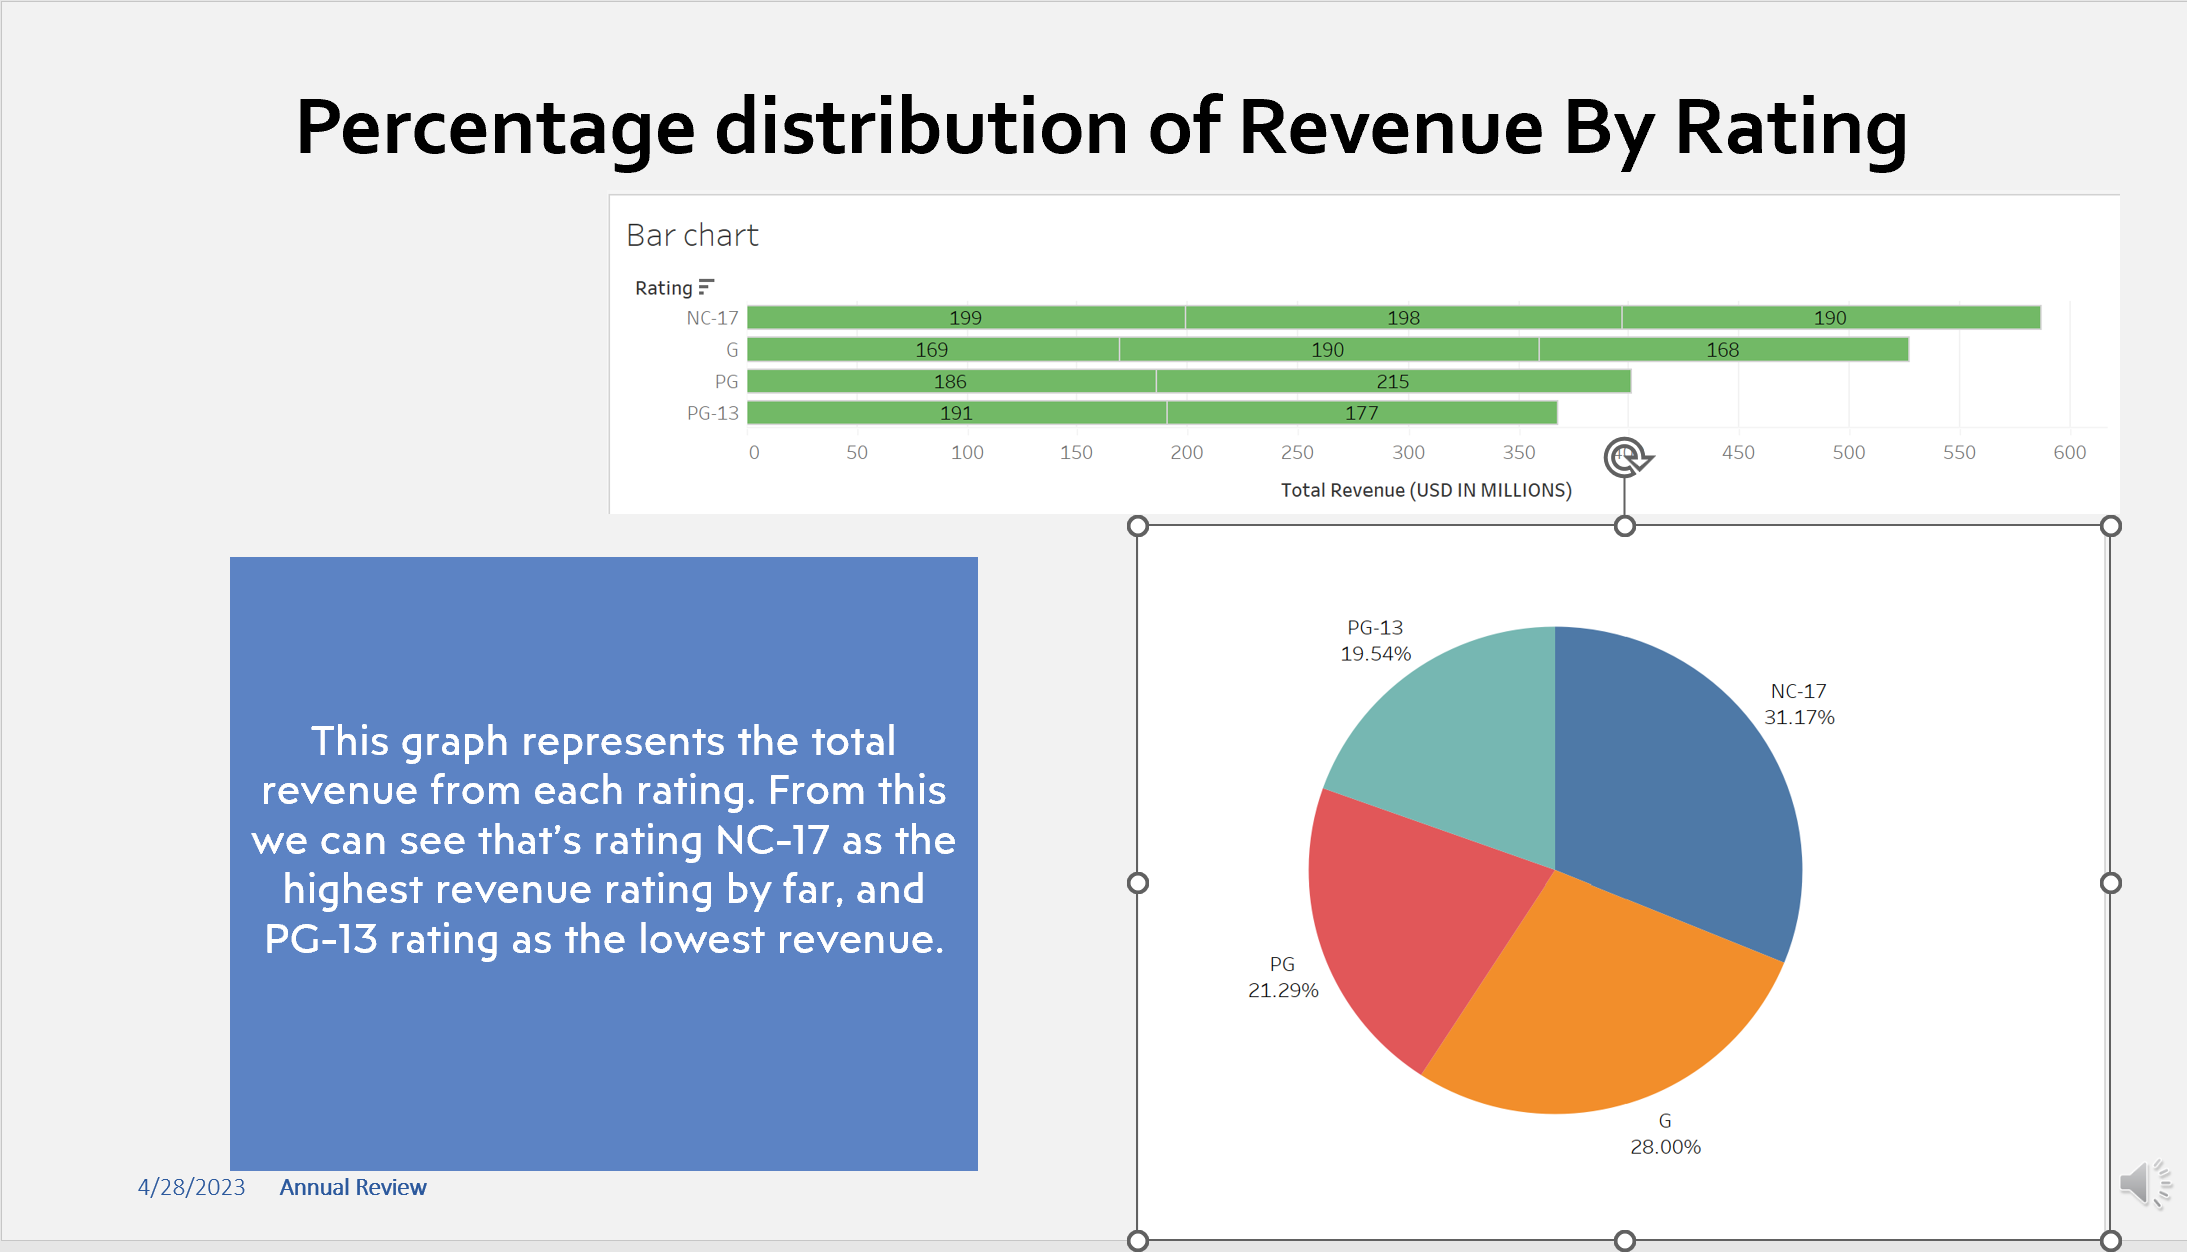 Percentage distribution of Revenue By Rating
Bar chart
Rating
NC-17 199 198 190
G 169 190 168
PG 186 215
PG-13 191 177
0 50 100 150 200 250 300 350 450 500 550 600
Total Revenue (USD IN MILLIONS)
This graph represents the total
revenue from each rating. From this
we can see that's rating NC-17 as the
highest revenue rating by far, and
PG-13 rating as the lowest revenue.
PG-13
19.54%
NC-17
31.17%
PG
21.29%
G
28.00%
4/28/2023 Annual Review